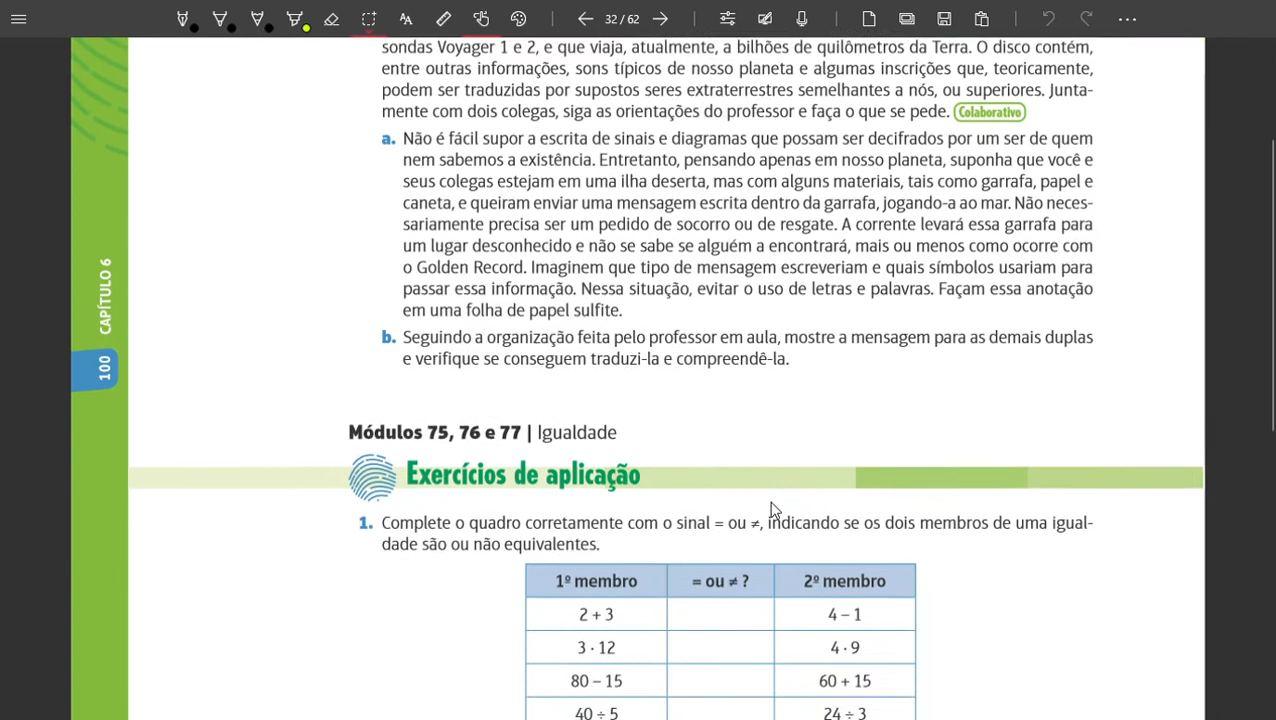 32 / 62
sondas Voyager 1 e 2, e que viaja, atualmente, a bilhões de quilômetros da Terra. O disco contém,
entre outras informações, sons típicos de nosso planeta e algumas inscrições que, teoricamente,
podem ser traduzidas por supostos seres extraterrestres semelhantes a nós, ou superiores. Junta-
mente com dois colegas, siga as orientações do professor e faça o que se pede. Colaborativo
a. Não é fácil supor a escrita de sinais e diagramas que possam ser decifrados por um ser de quem
nem sabemos a existência. Entretanto, pensando apenas em nosso planeta, suponha que você e
seus colegas estejam em uma ilha deserta, mas com alguns materiais, tais como garrafa, papel e
caneta, e queiram enviar uma mensagem escrita dentro da garrafa, jogando-a ao mar. Não neces-
sariamente precisa ser um pedido de socorro ou de resgate. A corrente levará essa garrafa para
um lugar desconhecido e não se sabe se alguém a encontrará, mais ou menos como ocorre com
o Golden Record. Imaginem que tipo de mensagem escreveriam e quais símbolos usariam para
passar essa informação. Nessa situação, evitar o uso de letras e palavras. Façam essa anotação
em uma folha de papel sulfite.
b. Seguindo a organização feita pelo professor em aula, mostre a mensagem para as demais duplas
e verifique se conseguem traduzi-la e compreendê-la.
CAPÍTULO 6
100
Módulos 75, 76 e 77 | Igualdade
Exercícios de aplicação
1. Complete o quadro corretamente com o sinal = ou ≠, indicando se os dois membros de uma igual-
dade são ou não equivalentes.
1º membro = ou ≠ ? 2º membro
2 + 3 4 – 1
3 · 12 4 · 9
80 – 15 60 + 15
40 ÷ 5 24 ÷ 3